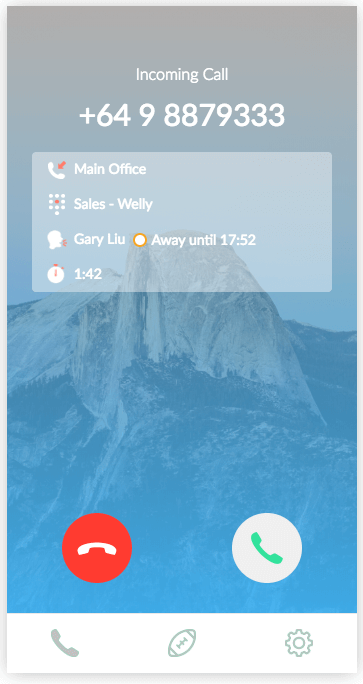 Incoming Call
+64 9 8879333
Main Office
Sales - Welly
Gary Liu Away until 17:52
1:42